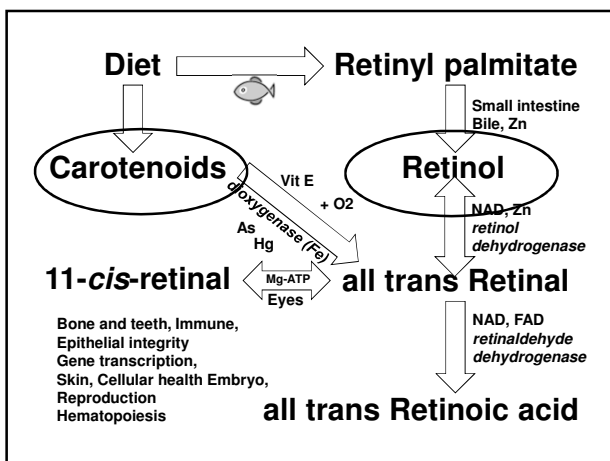 Diet
Retinyl palmitate
Small intestine
Bile, Zn
Carotenoids
Retinol
Vit E
+ O2
dioxygenase (Fe)
As
Hg
NAD, Zn
retinol
dehydrogenase
11-cis-retinal
Mg-ATP
Eyes
all trans Retinal
Bone and teeth, Immune,
Epithelial integrity
Gene transcription,
Skin, Cellular health Embryo,
Reproduction
Hematopoiesis
NAD, FAD
retinaldehyde
dehydrogenase
all trans Retinoic acid